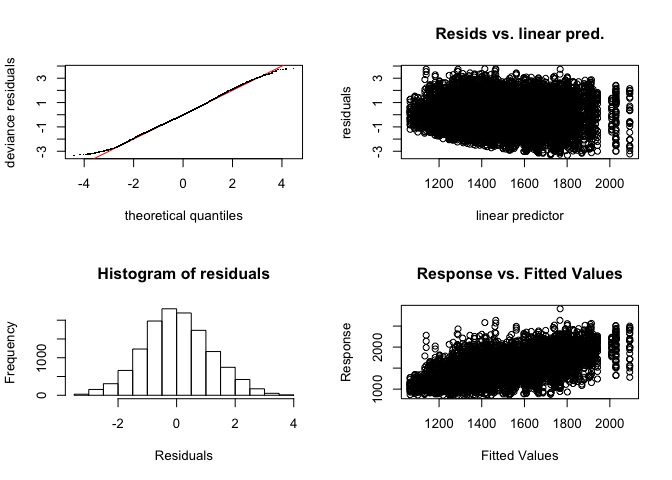 deviance residuals
3
1
-1
-3
-4 -2 0 2 4
theoretical quantiles
Resids vs. linear pred.
residuals
3
1
-1
-3
1200 1400 1600 1800 2000
linear predictor
Histogram of residuals
Frequency
1000
0
-2 0 2 4
Residuals
Response vs. Fitted Values
Response
2000
1000
1200 1400 1600 1800 2000
Fitted Values